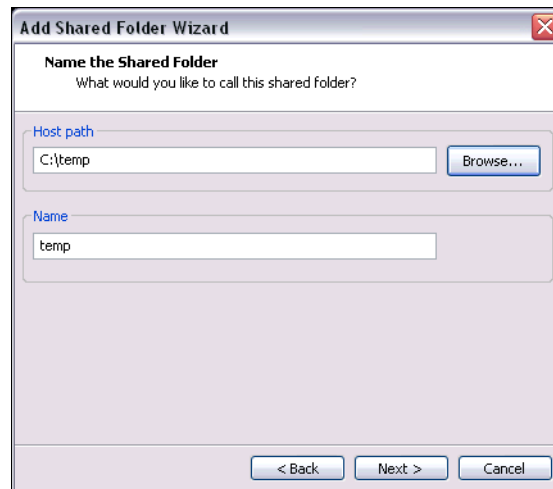 Add Shared Folder Wizard
Name the Shared Folder
What would you like to call this shared folder?
Host path
C:\temp
Browse...
Name
temp
< Back
Next >
Cancel